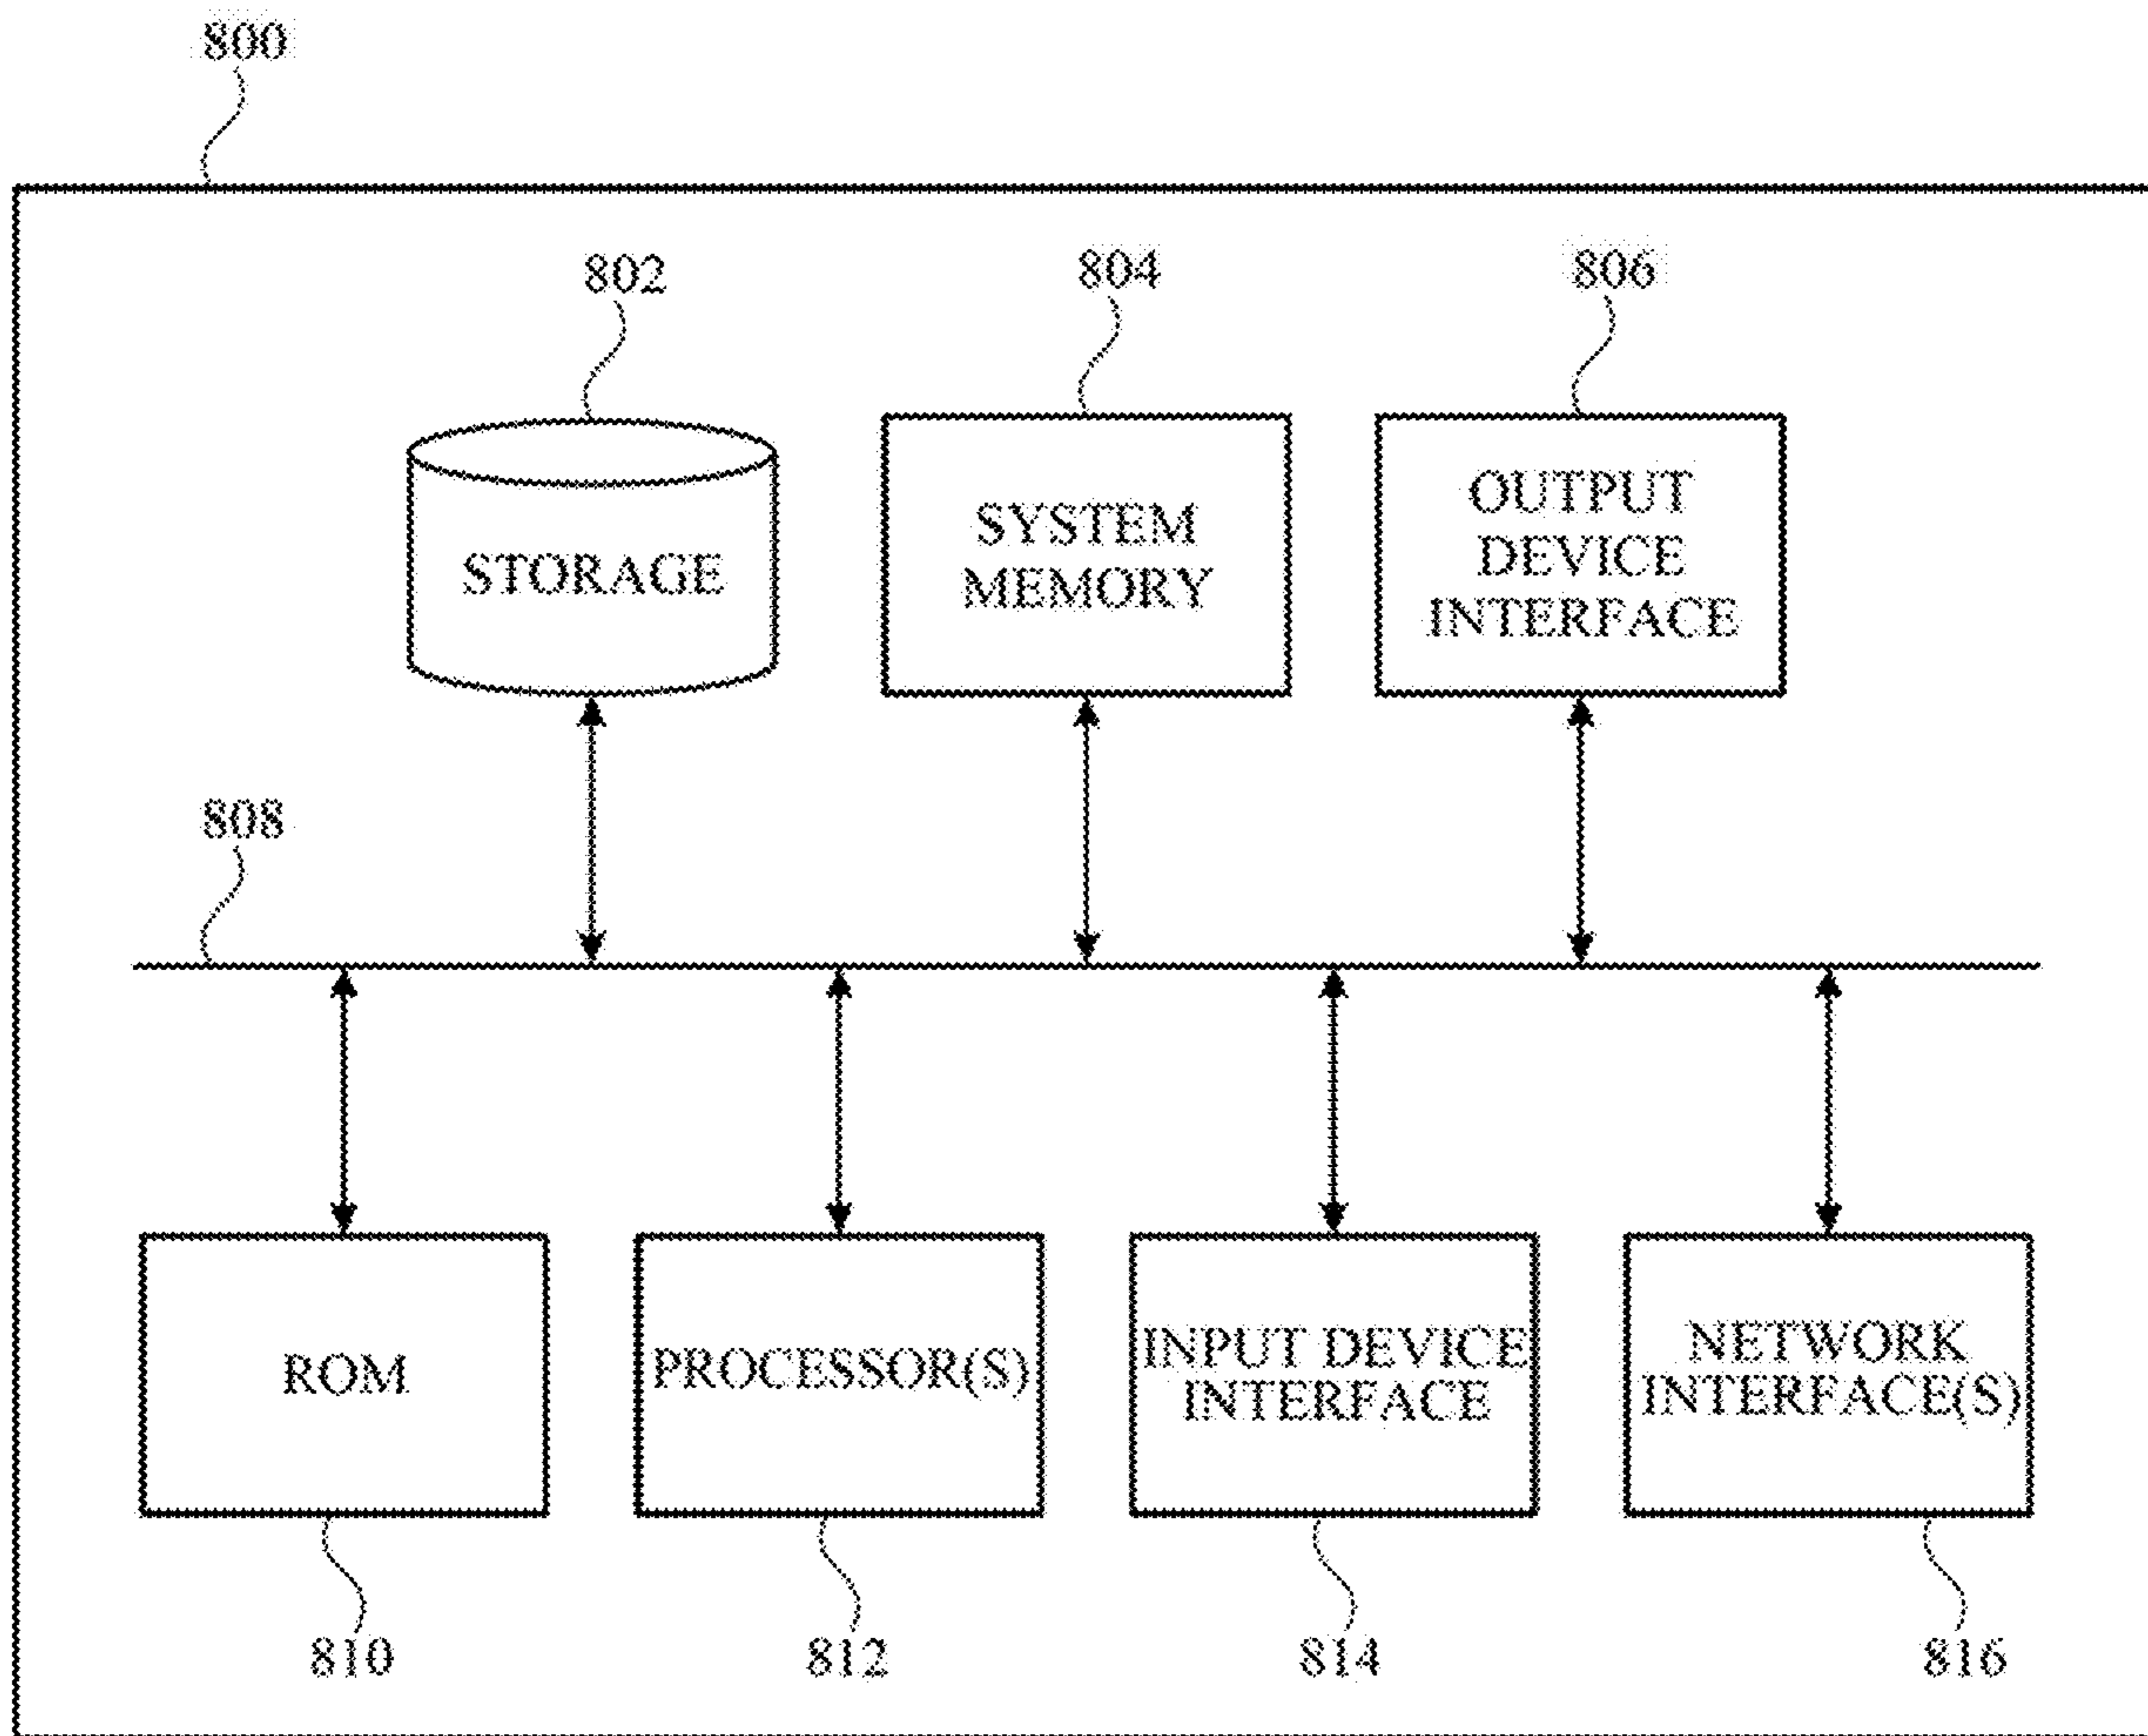 800
802
804
806
STORAGE
SYSTEM
MEMORY
OUTPUT
DEVICE
INTERFACE
808
ROM
PROCESSOR(S)
INPUT DEVICE
INTERFACE
NETWORK
INTERFACE(S)
810
812
814
816